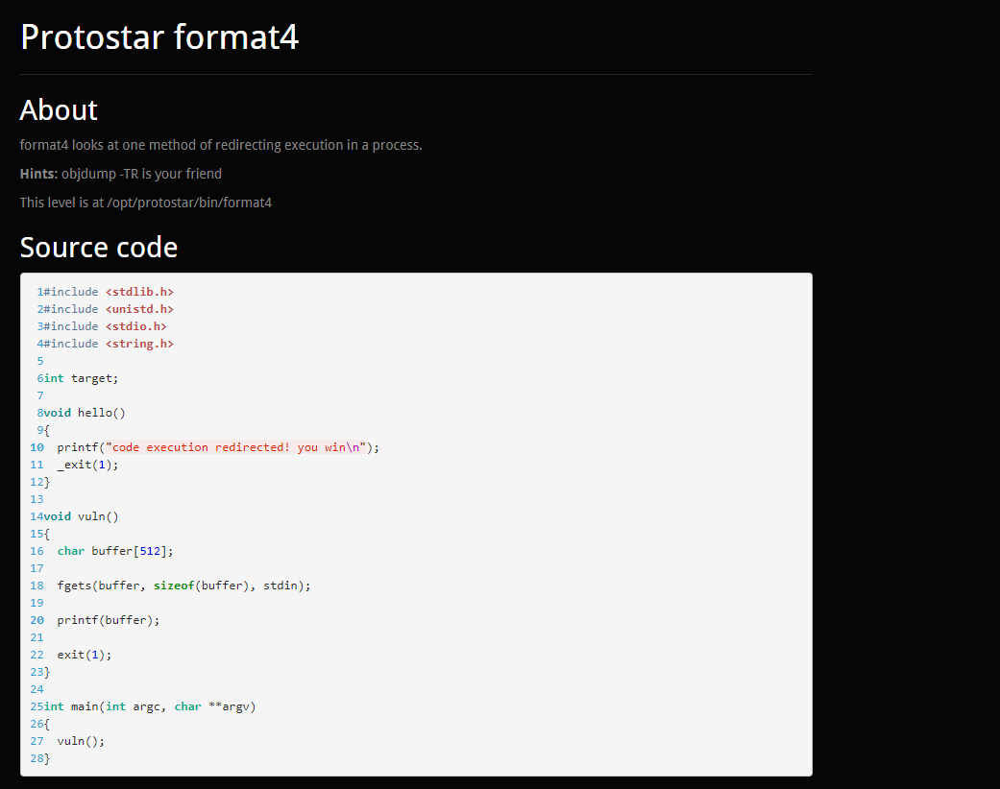 Protostar format4
About
format4 looks at one method of redirecting execution in a process.
Hints: objdump -TR is your friend
This level is at /opt/protostar/bin/format4
Source code
1#include <stdlib.h>
2#include <unistd.h>
3#include <stdio.h>
4#include <string.h>
5
6int target;
7
8void hello()
9{
10  printf("code execution redirected! you win\n");
11  _exit(1);
12}
13
14void vuln()
15{
16  char buffer[512];
17
18  fgets(buffer, sizeof(buffer), stdin);
19
20  printf(buffer);
21
22  exit(1);
23}
24
25int main(int argc, char **argv)
26{
27  vuln();
28}